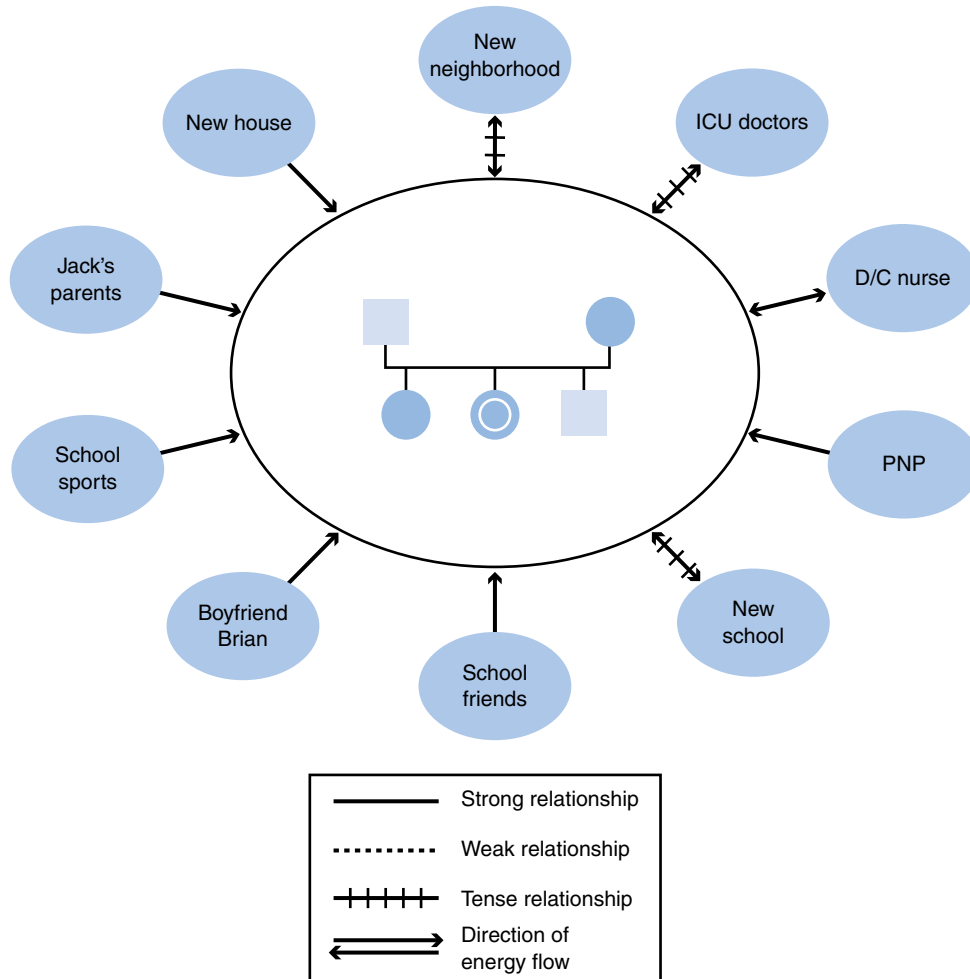 New
neighborhood
New house
ICU doctors
Jack's
parents
D/C nurse
School
sports
PNP
Boyfriend
Brian
New
school
School
friends
Strong relationship
Weak relationship
Tense relationship
Direction of
energy flow